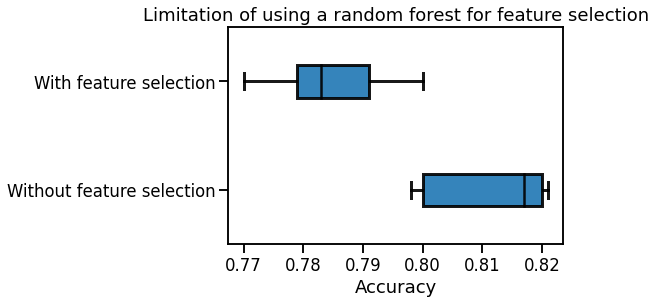 Limitation of using a random forest for feature selection
With feature selection
Without feature selection
0.77 0.78 0.79 0.80 0.81 0.82
Accuracy